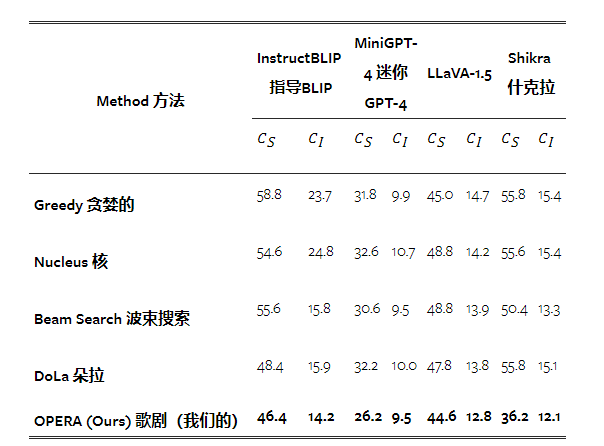 Method 方法 InstructBLIP 指导BLIP MiniGPT-4 迷你 GPT-4 LLaVA-1.5 Shikra 什克拉
C_S C_I C_S C_I C_S C_I C_S C_I
Greedy 贪婪的 58.8 23.7 31.8 9.9 45.0 14.7 55.8 15.4
Nucleus 核 54.6 24.8 32.6 10.7 48.8 14.2 55.6 15.4
Beam Search 波束搜索 55.6 15.8 30.6 9.5 48.8 13.9 50.4 13.3
DoLa 朵拉 48.4 15.9 32.2 10.0 47.8 13.8 55.8 15.1
OPERA (Ours) 歌剧（我们的） 46.4 14.2 26.2 9.5 44.6 12.8 36.2 12.1